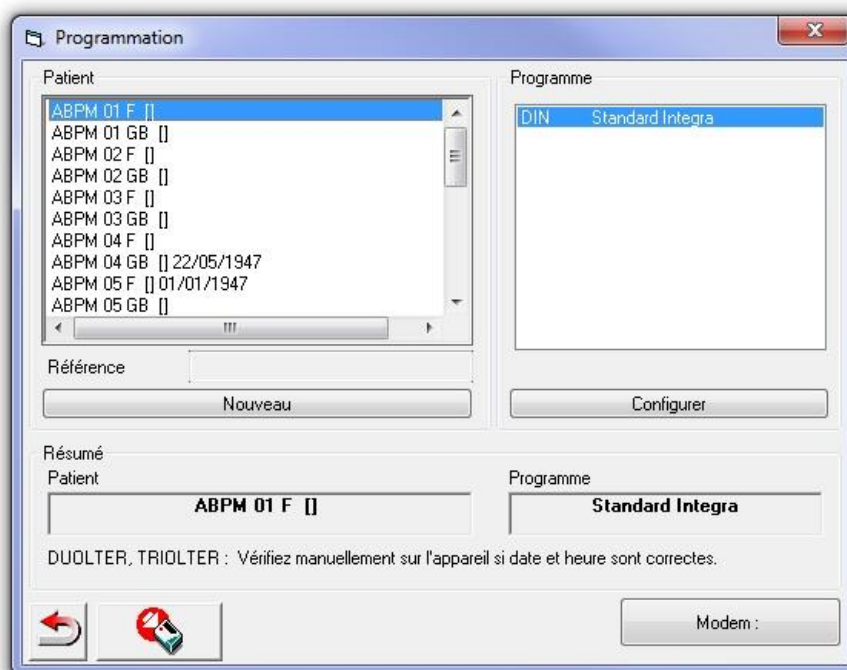 Programmation
Patient
ABPM 01 F []
ABPM 01 GB []
ABPM 02 F []
ABPM 02 GB []
ABPM 03 F []
ABPM 03 GB []
ABPM 04 F []
ABPM 04 GB [] 22/05/1947
ABPM 05 F [] 01/01/1947
ABPM 05 GB []
Référence
Nouveau
Programme
DIN Standard Integra
Configurer
Résumé
Patient
ABPM 01 F []
Programme
Standard Integra
DUOLTER, TRIOLTER : Vérifiez manuellement sur l'appareil si date et heure sont correctes.
Modem :